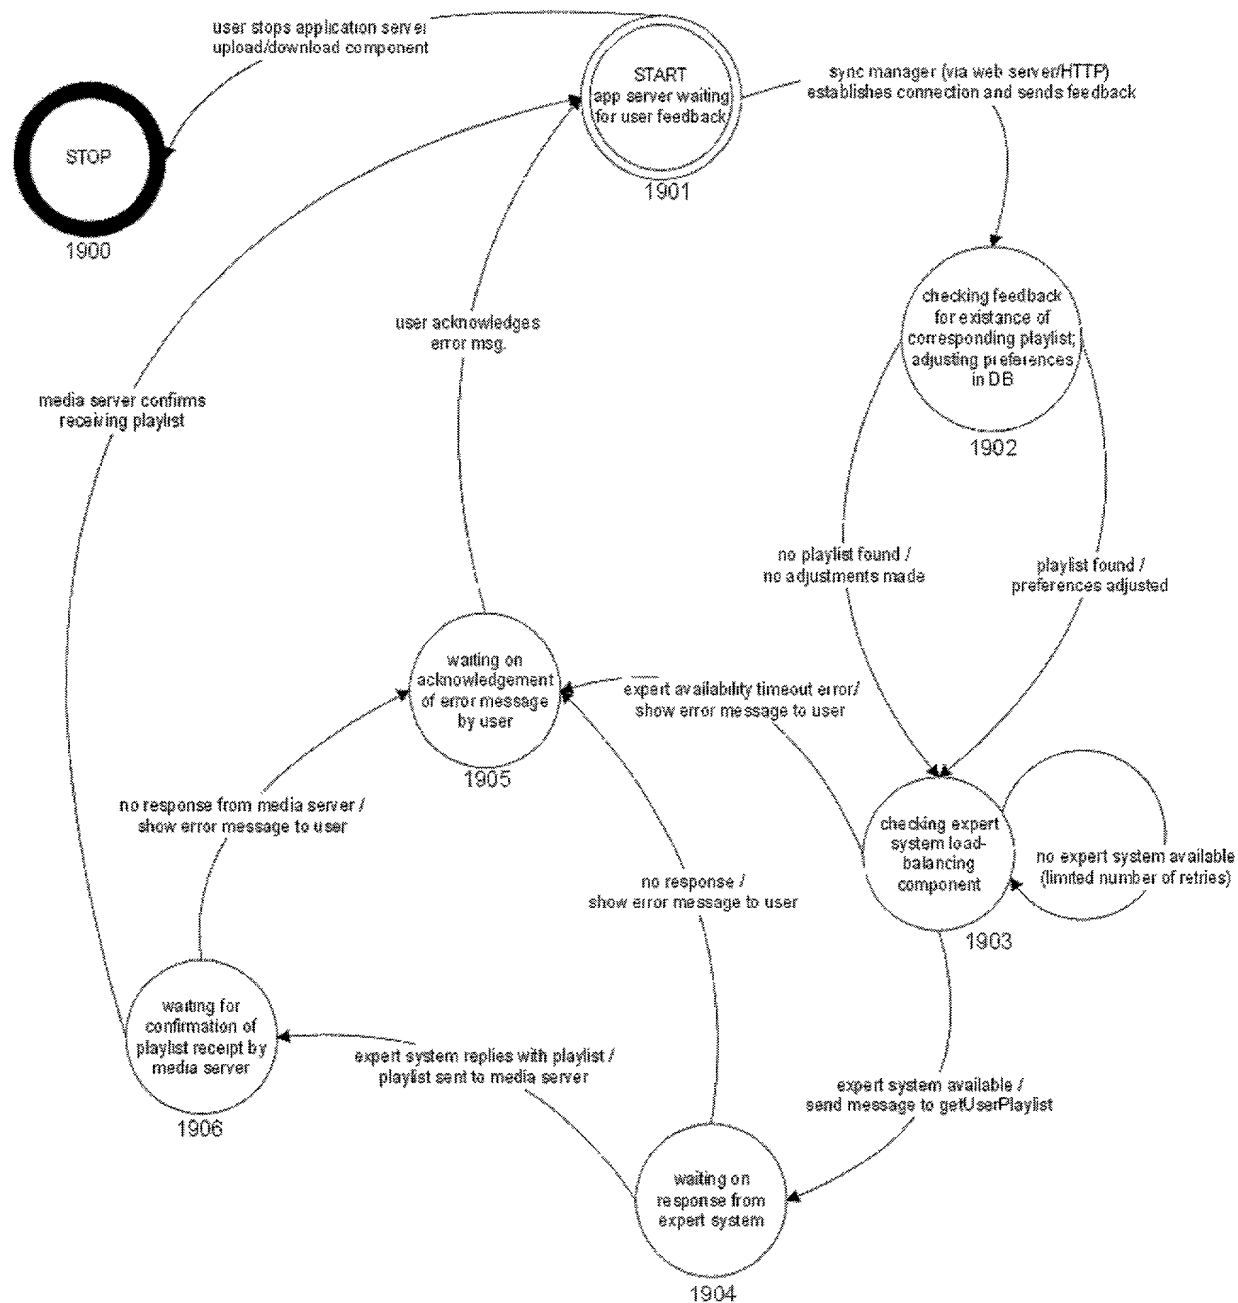 user stops application server
upload/download component
START
app server waiting
for user feedback
1901
sync manager (via web server/HTTP)
establishes connection and sends feedback
STOP
1900
checking feedback
for existance of
corresponding playlist;
adjusting preferences
in DB
1902
user acknowledges
error msg.
media server confirms
receiving playlist
no playlist found /
no adjustments made
playlist found /
preferences adjusted
waiting on
acknowledgement
of error message
by user
1905
expert availability timeout error/
show error message to user
no response from media server /
show error message to user
checking expert
system load-
balancing
component
1903
no expert system available
(limited number of retries)
no response /
show error message to user
waiting for
confirmation of
playlist receipt by
media server
1906
expert system replies with playlist /
playlist sent to media server
expert system available /
send message to getUserPlaylist
waiting on
response from
expert system
1904